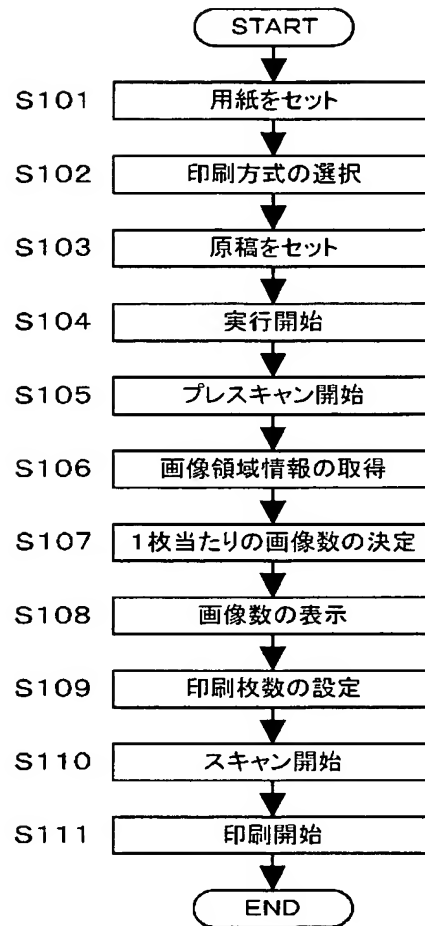 START
S101 用紙をセット
S102 印刷方式の選択
S103 原稿をセット
S104 実行開始
S105 プレスキャン開始
S106 画像領域情報の取得
S107 1枚当たりの画像数の決定
S108 画像数の表示
S109 印刷枚数の設定
S110 スキャン開始
S111 印刷開始
END